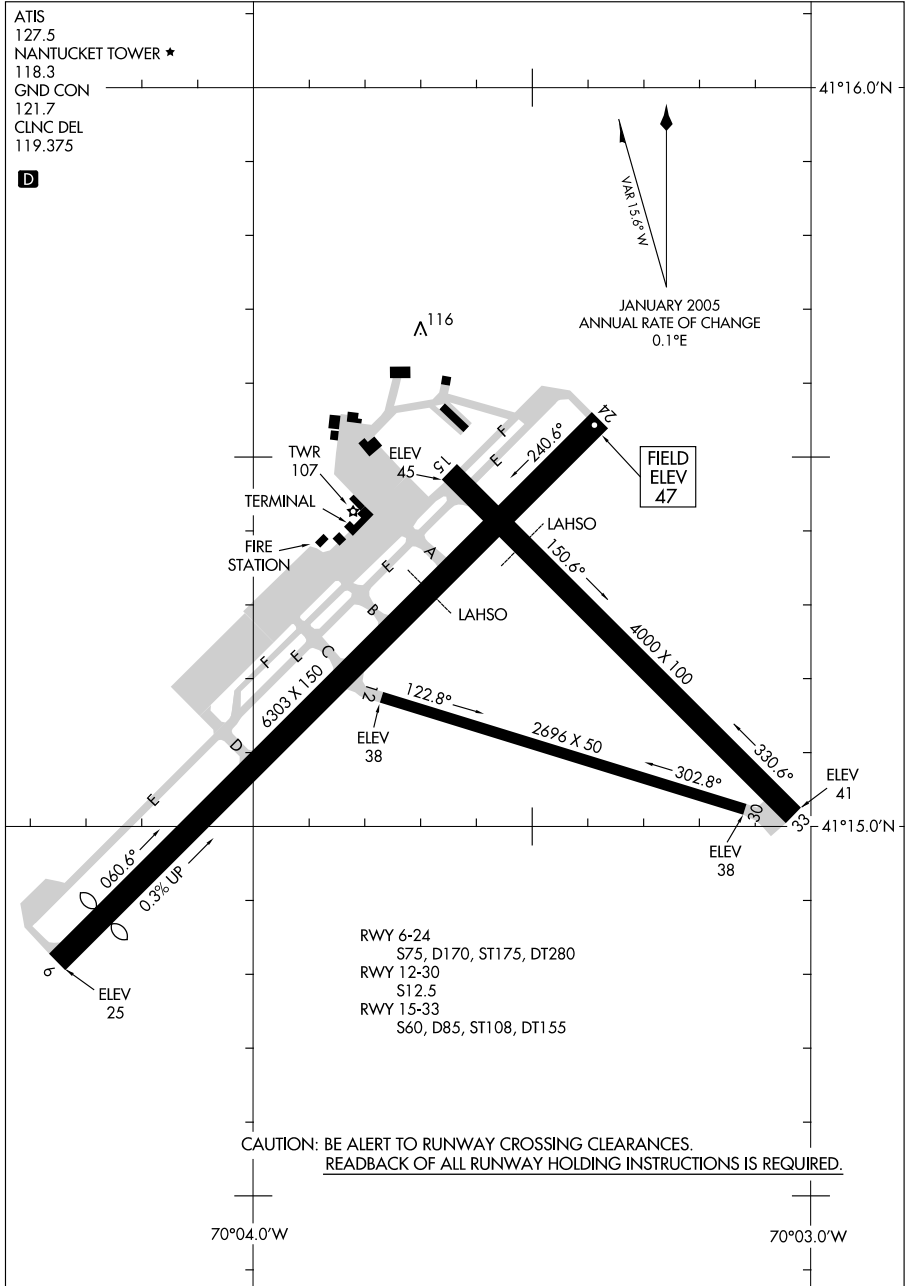 ATIS
127.5
NANTUCKET TOWER ★
118.3
GND CON
121.7
CLNC DEL
119.375
D
41°16.0'N
VAR 15.6° W
JANUARY 2005
ANNUAL RATE OF CHANGE
0.1°E
116
24
240.6°
F
E
FIELD
ELEV
47
TWR
107
ELEV
45
15
TERMINAL
FIRE
STATION
LAHSO
150.6°
A
E
LAHSO
B
4000 X 100
C
E
F
6303 X 150
12
122.8°
ELEV
38
2696 X 50
302.8°
330.6°
D
ELEV
41
30
33
41°15.0'N
ELEV
38
E
060.6°
0.3% UP
6
ELEV
25
RWY 6-24
S75, D170, ST175, DT280
RWY 12-30
S12.5
RWY 15-33
S60, D85, ST108, DT155
CAUTION: BE ALERT TO RUNWAY CROSSING CLEARANCES.
READBACK OF ALL RUNWAY HOLDING INSTRUCTIONS IS REQUIRED.
70°04.0'W
70°03.0'W